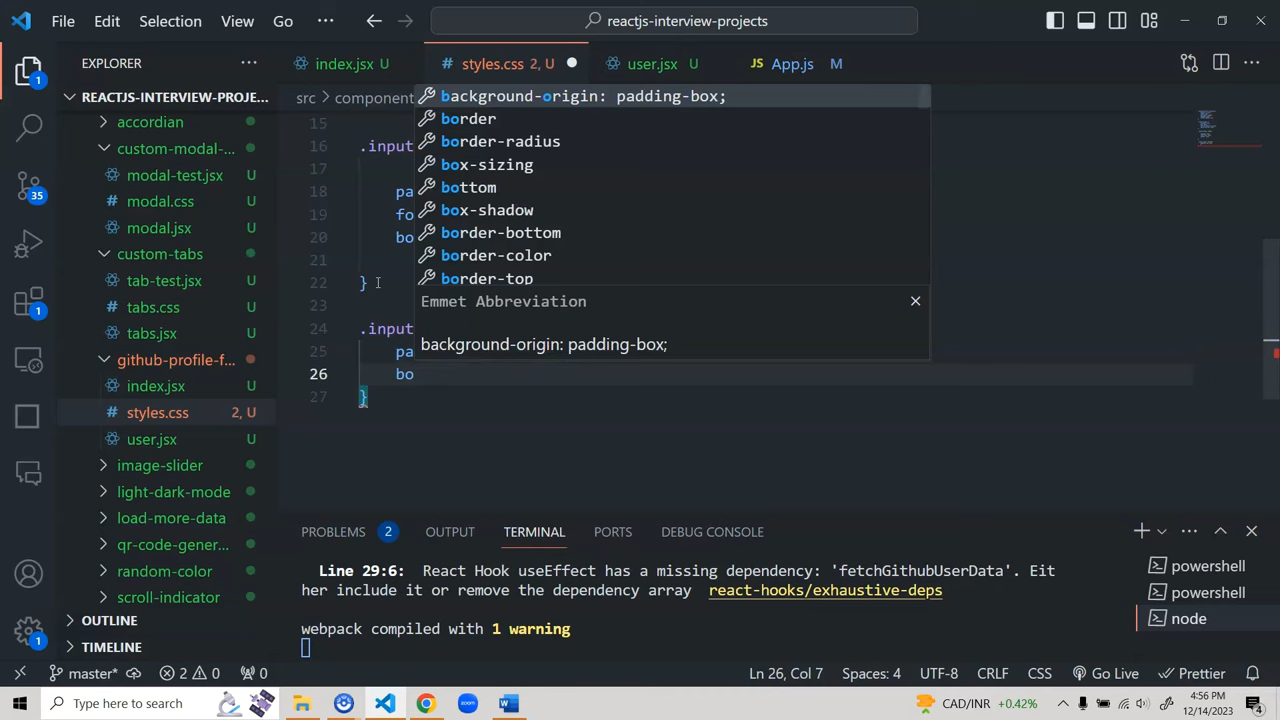 File Edit Selection View Go ... reactjs-interview-projects
EXPLORER ...
index.jsx U # styles.css 2, U user.jsx U JS App.js M ...
REACTJS-INTERVIEW-PROJE...
src > component
accordian
custom-modal-...
modal-test.jsx
# modal.css
modal.jsx
custom-tabs
tab-test.jsx
# tabs.css
tabs.jsx
github-profile-f...
index.jsx U
# styles.css 2, U
user.jsx U
image-slider
light-dark-mode
load-more-data
qr-code-gener...
random-color
scroll-indicator
OUTLINE
TIMELINE
1
35
1
1
15
16 .input
17
18 pa
19 fo
20 bo
21
22 }
23
24 .input
25 pa
26 bo
27 }
background-origin: padding-box;
border
border-radius
box-sizing
bottom
box-shadow
border-bottom
border-color
border-top
Emmet Abbreviation
background-origin: padding-box;
PROBLEMS 2 OUTPUT TERMINAL PORTS DEBUG CONSOLE ...
Line 29:6: React Hook useEffect has a missing dependency: 'fetchGithubUserData'. Eit
her include it or remove the dependency array react-hooks/exhaustive-deps
webpack compiled with 1 warning
powershell
powershell
node
master* 2 0 0 Ln 26, Col 7 Spaces: 4 UTF-8 CRLF CSS Go Live Prettier
Type here to search zoom CAD/INR +0.42% 4:56 PM
12/14/2023 4